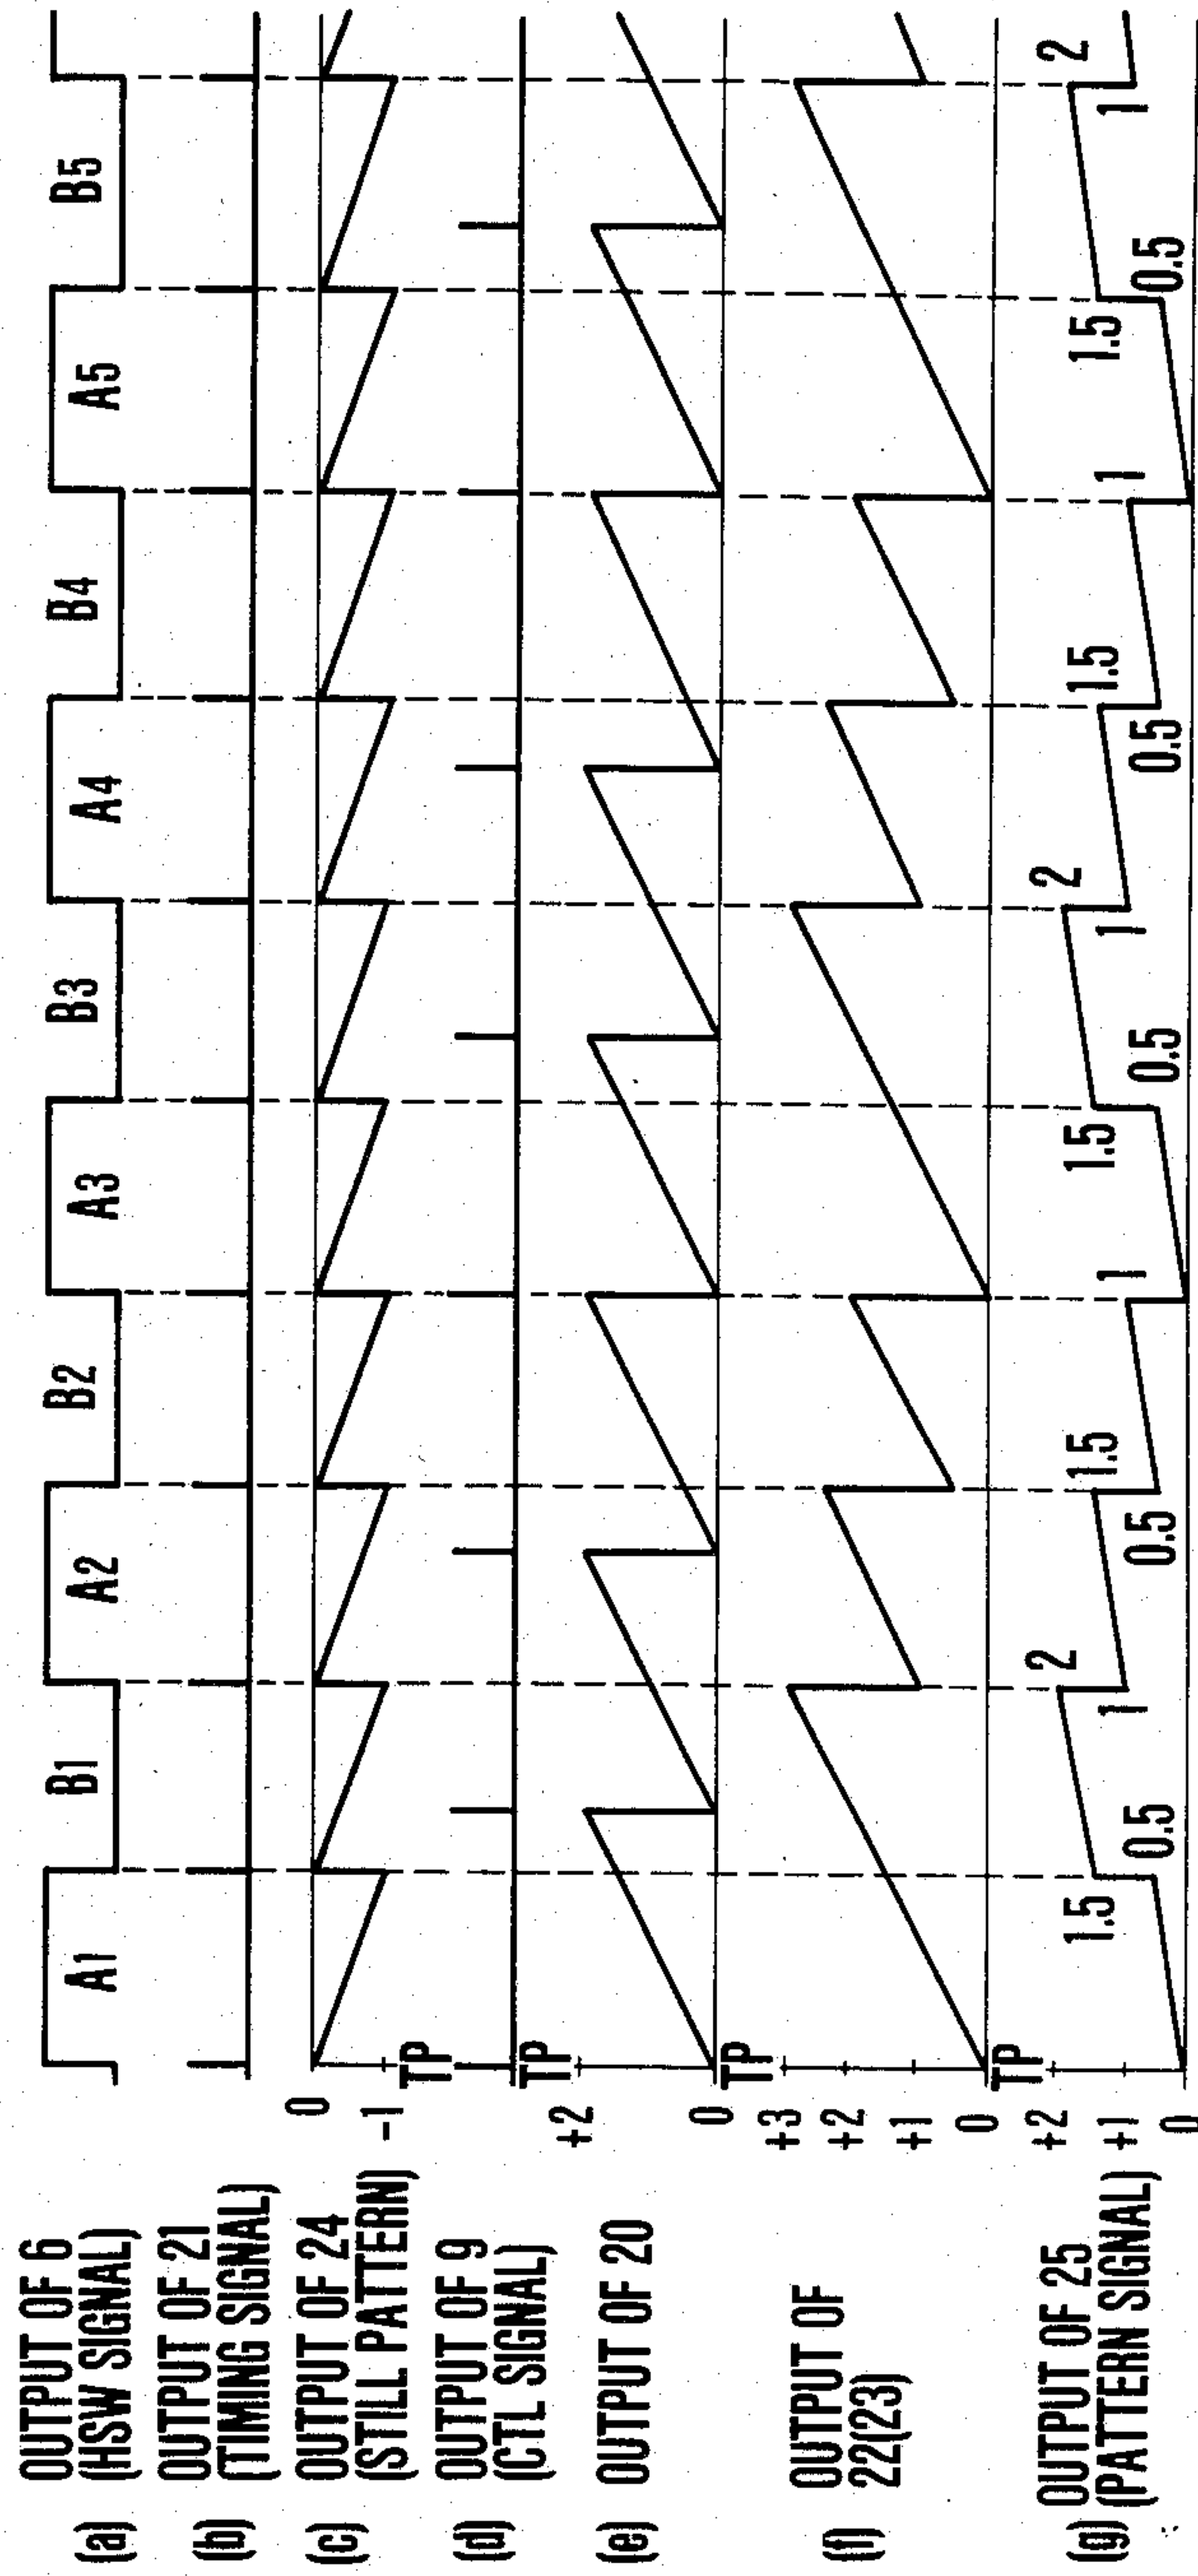 (a) OUTPUT OF 6
(HSW SIGNAL)
A1 B1 A2 B2 A3 B3 A4 B4 A5 B5
(b) OUTPUT OF 21
(TIMING SIGNAL)
(c) OUTPUT OF 24
(STILL PATTERN)
0
-1
TP
(d) OUTPUT OF 9
(CTL SIGNAL)
TP
(e) OUTPUT OF 20
+2
0
TP
(f) OUTPUT OF
22(23)
+3
+2
+1
0
TP
(g) OUTPUT OF 25
(PATTERN SIGNAL)
+2
+1
0
1.5 0.5 1 2 0.5 1.5 1 1.5 0.5 1 2 0.5 1.5 1 1.5 0.5 1 2